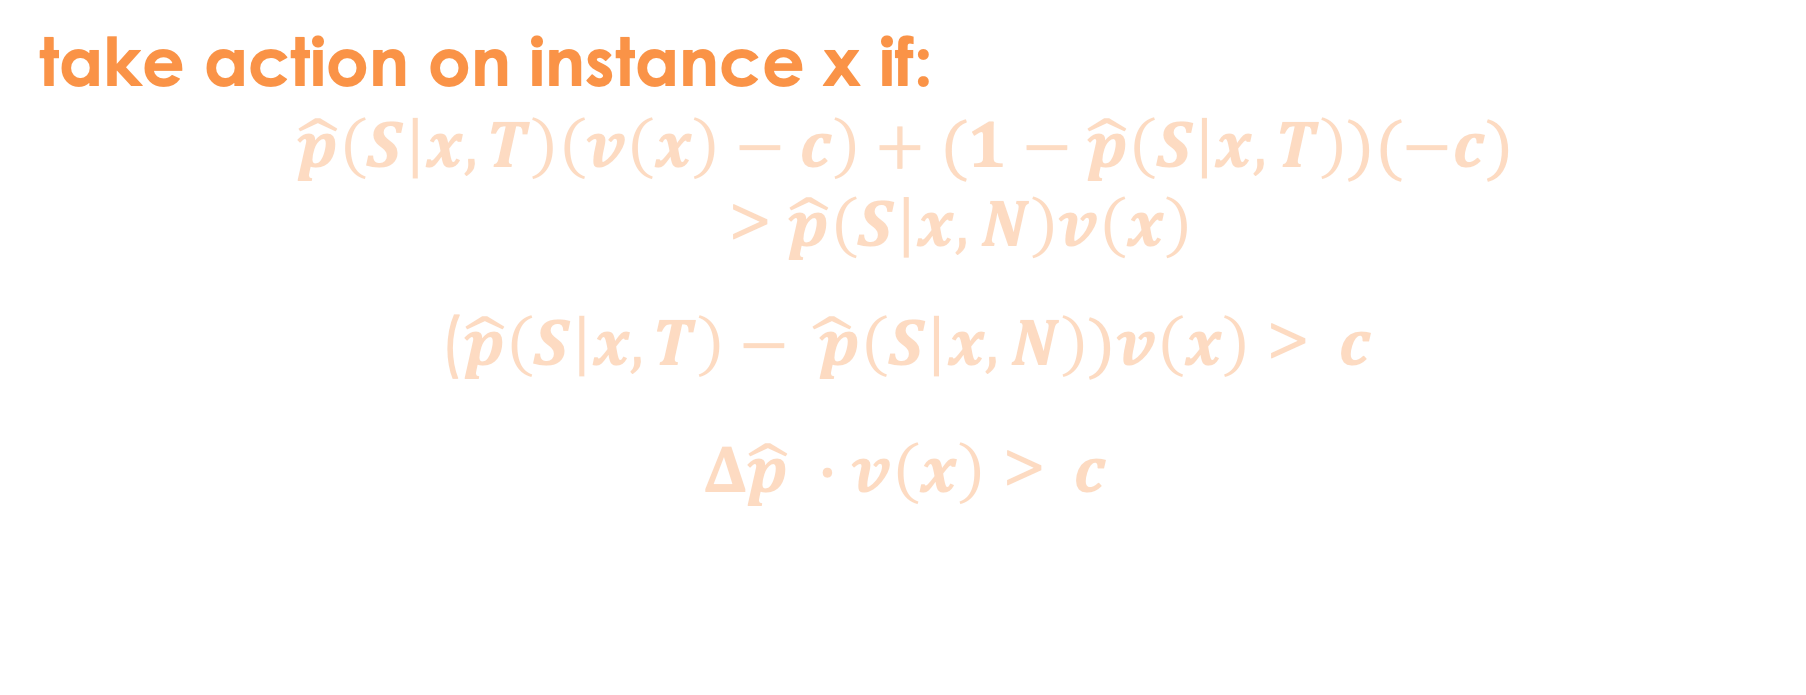 take action on instance x if:
p̂(S|x, T)(v(x) − c) + (1 − p̂(S|x, T))(−c)
> p̂(S|x, N)v(x)
(p̂(S|x, T) − p̂(S|x, N))v(x) > c
Δp̂ · v(x) > c